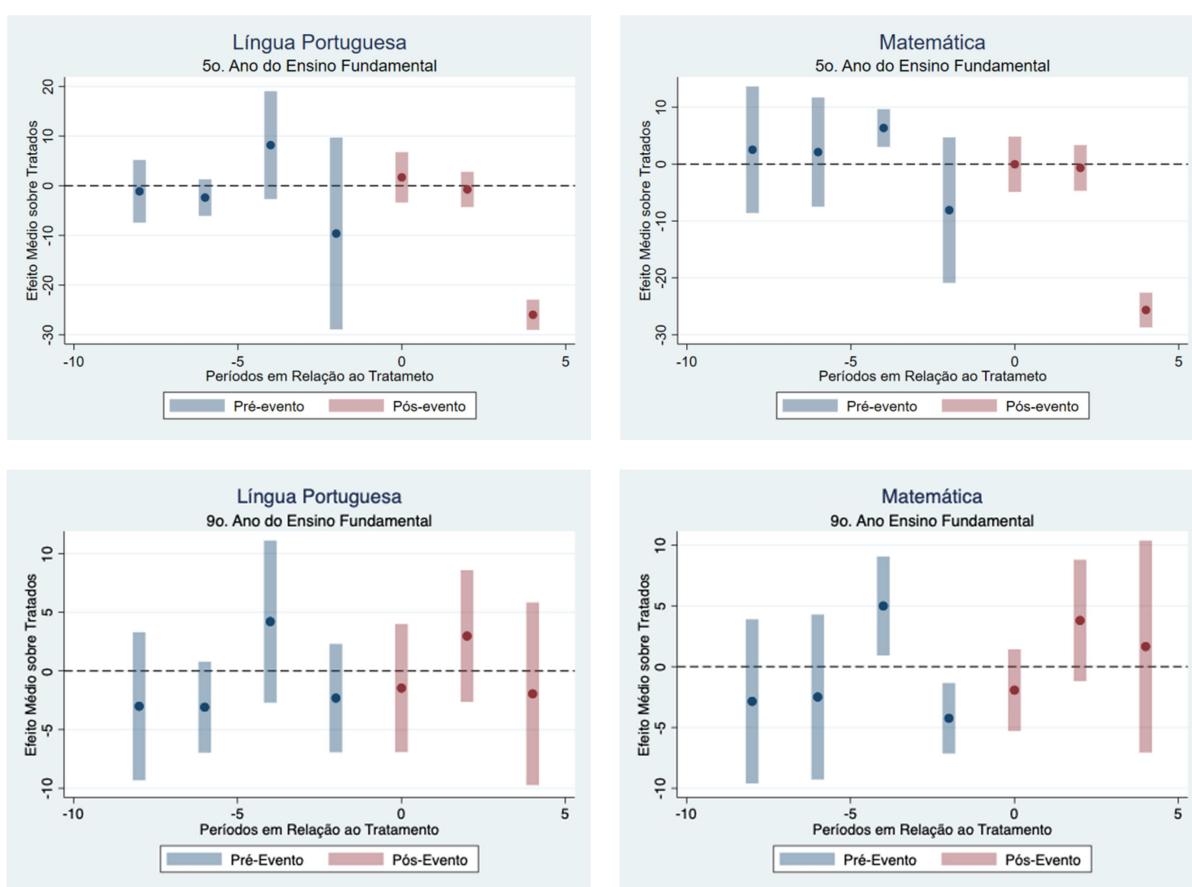 Língua Portuguesa
5o. Ano do Ensino Fundamental
Efeito Médio sobre Tratados
20
10
0
-10
-20
-30
-10
-5
0
5
Períodos em Relação ao Tratameto
Pré-evento
Pós-evento
Matemática
5o. Ano do Ensino Fundamental
Efeito Médio sobre Tratados
10
0
-10
-20
-30
-10
-5
0
5
Períodos em Relação ao Tratameto
Pré-evento
Pós-evento
Língua Portuguesa
9o. Ano do Ensino Fundamental
Efeito Médio sobre Tratados
10
5
0
-5
-10
-10
-5
0
5
Períodos em Relação ao Tratamento
Pré-Evento
Pós-Evento
Matemática
9o. Ano Ensino Fundamental
Efeito Médio sobre Tratados
10
5
0
-5
-10
-10
-5
0
5
Períodos em Relação ao Tratamento
Pré-Evento
Pós-Evento